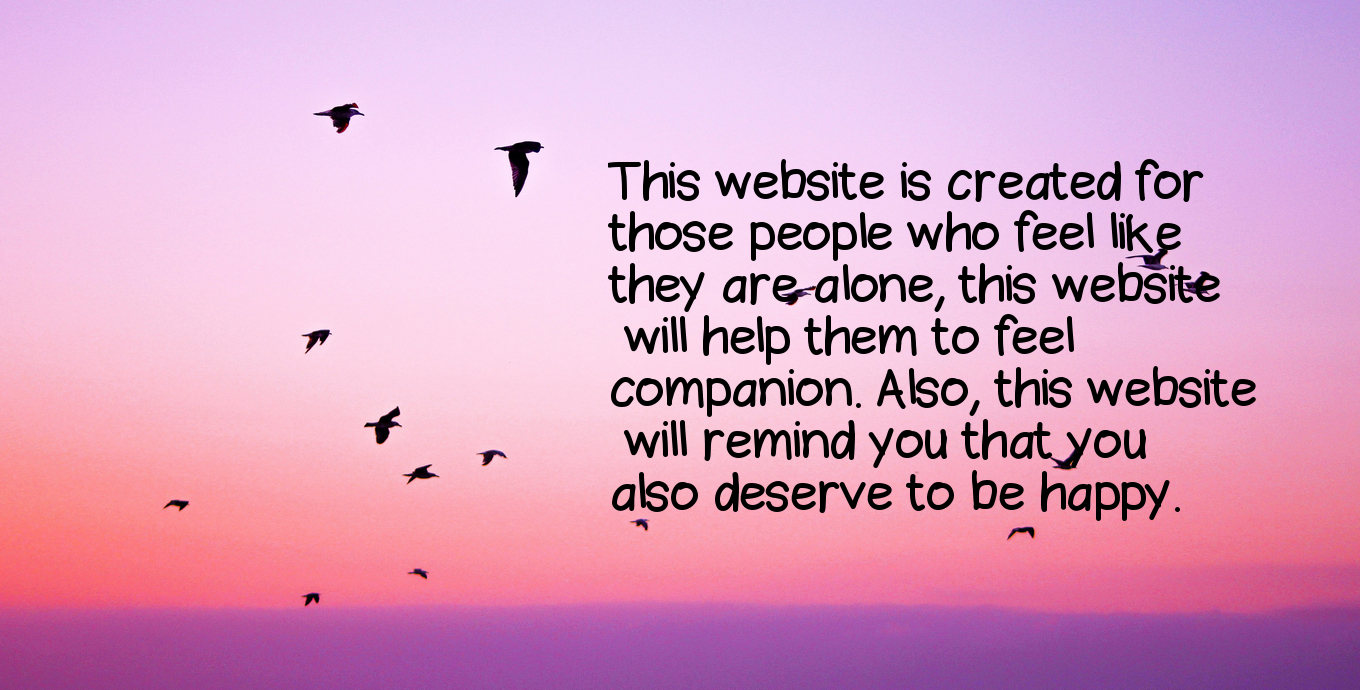 This website is created for
those people who feel like
they are alone, this website
will help them to feel
companion. Also, this website
will remind you that you
also deserve to be happy.